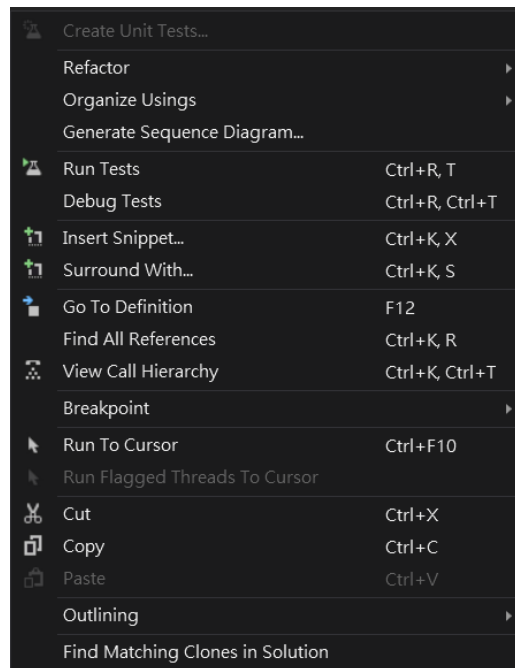 Create Unit Tests...
Refactor
Organize Usings
Generate Sequence Diagram...
Run Tests Ctrl+R, T
Debug Tests Ctrl+R, Ctrl+T
Insert Snippet... Ctrl+K, X
Surround With... Ctrl+K, S
Go To Definition F12
Find All References Ctrl+K, R
View Call Hierarchy Ctrl+K, Ctrl+T
Breakpoint
Run To Cursor Ctrl+F10
Run Flagged Threads To Cursor
Cut Ctrl+X
Copy Ctrl+C
Paste Ctrl+V
Outlining
Find Matching Clones in Solution